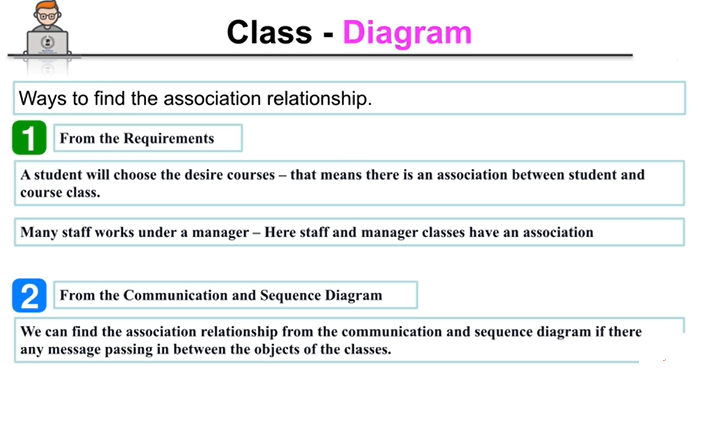 Class - Diagram
Ways to find the association relationship.
1
From the Requirements
A student will choose the desire courses – that means there is an association between student and
course class.
Many staff works under a manager – Here staff and manager classes have an association
2
From the Communication and Sequence Diagram
We can find the association relationship from the communication and sequence diagram if there
any message passing in between the objects of the classes.